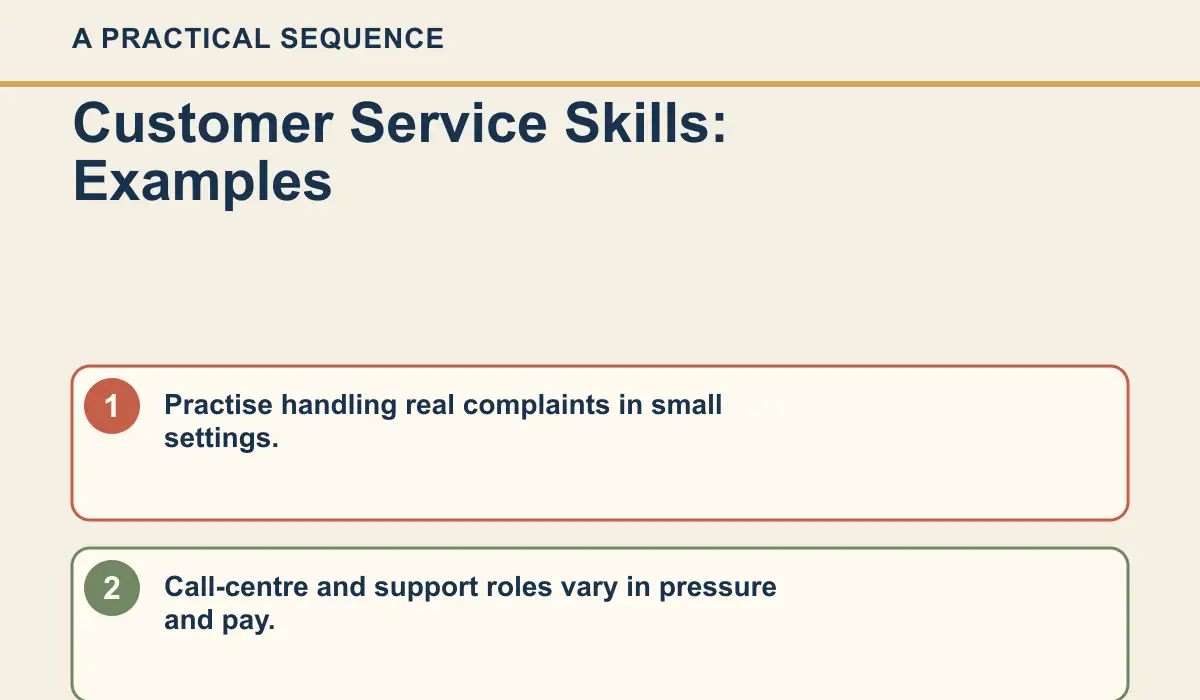 A PRACTICAL SEQUENCE
Customer Service Skills:
Examples
1
Practise handling real complaints in small
settings.
2
Call-centre and support roles vary in pressure
and pay.